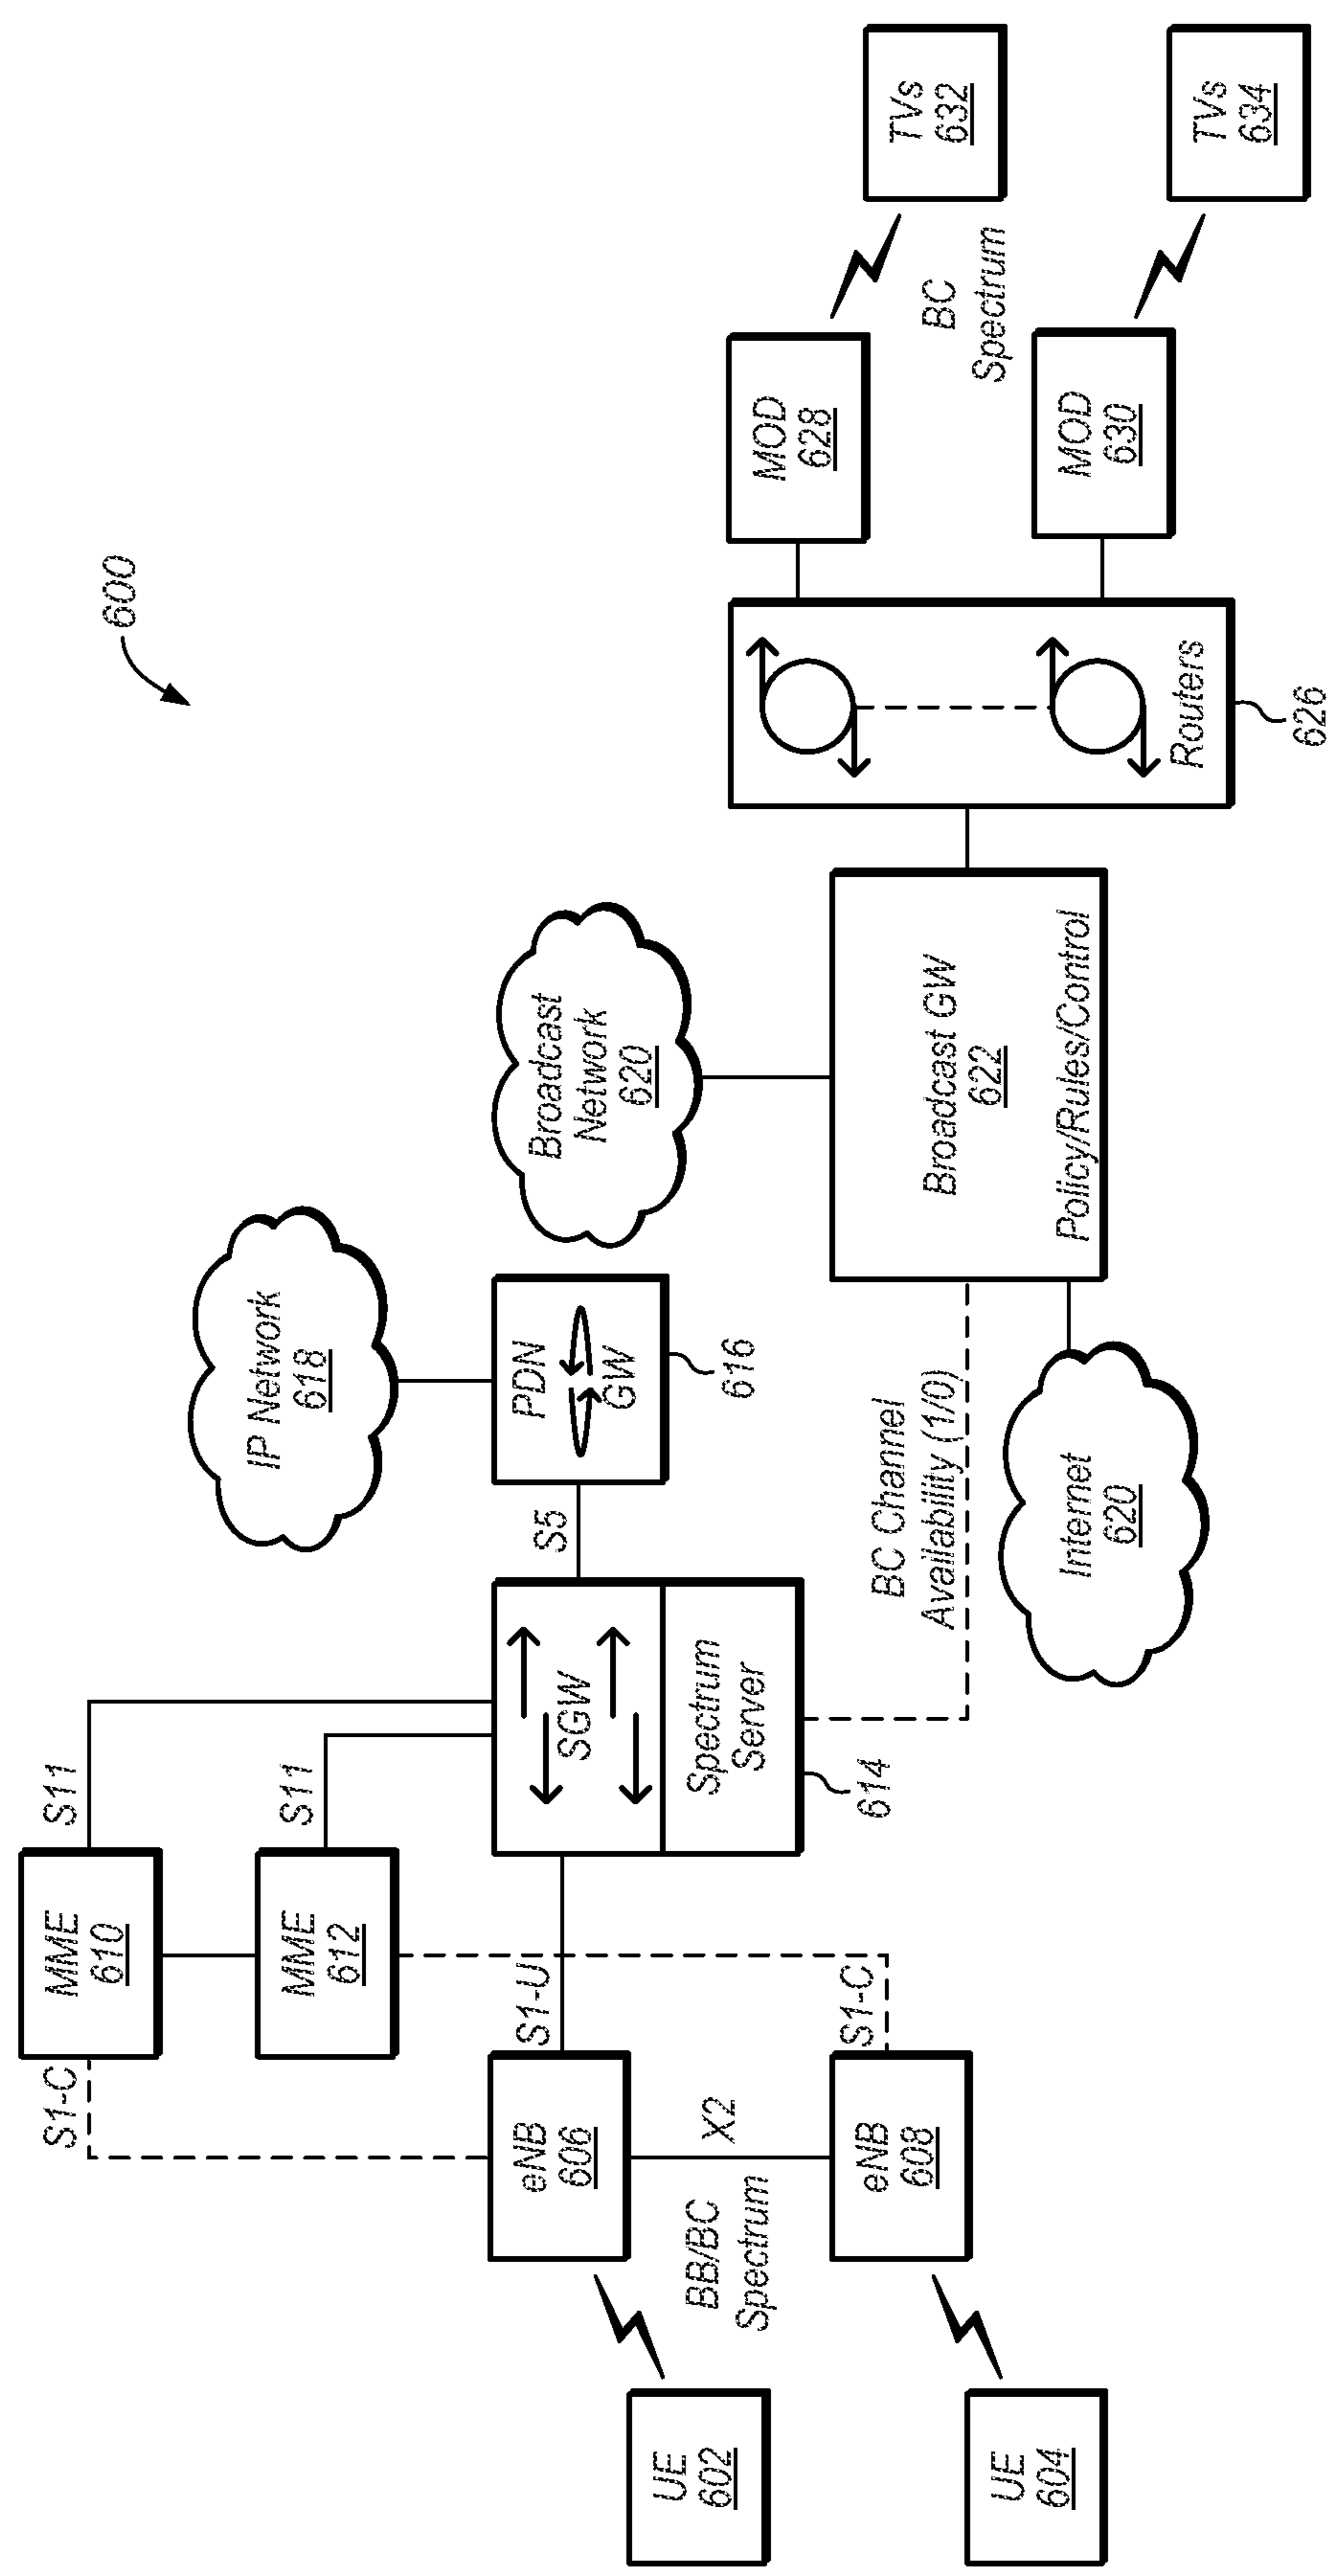 600
MME
610
MME
612
S11
S11
S1-C
S1-U
S1-C
eNB
606
eNB
608
X2
BB/BC
Spectrum
UE
602
UE
604
SGW
Spectrum
Server
614
S5
PDN
GW
616
IP Network
618
Broadcast
Network
620
BC Channel
Availability (1/0)
Internet
620
Broadcast GW
622
Policy/Rules/Control
Routers
626
MOD
628
MOD
630
BC
Spectrum
TVs
632
TVs
634